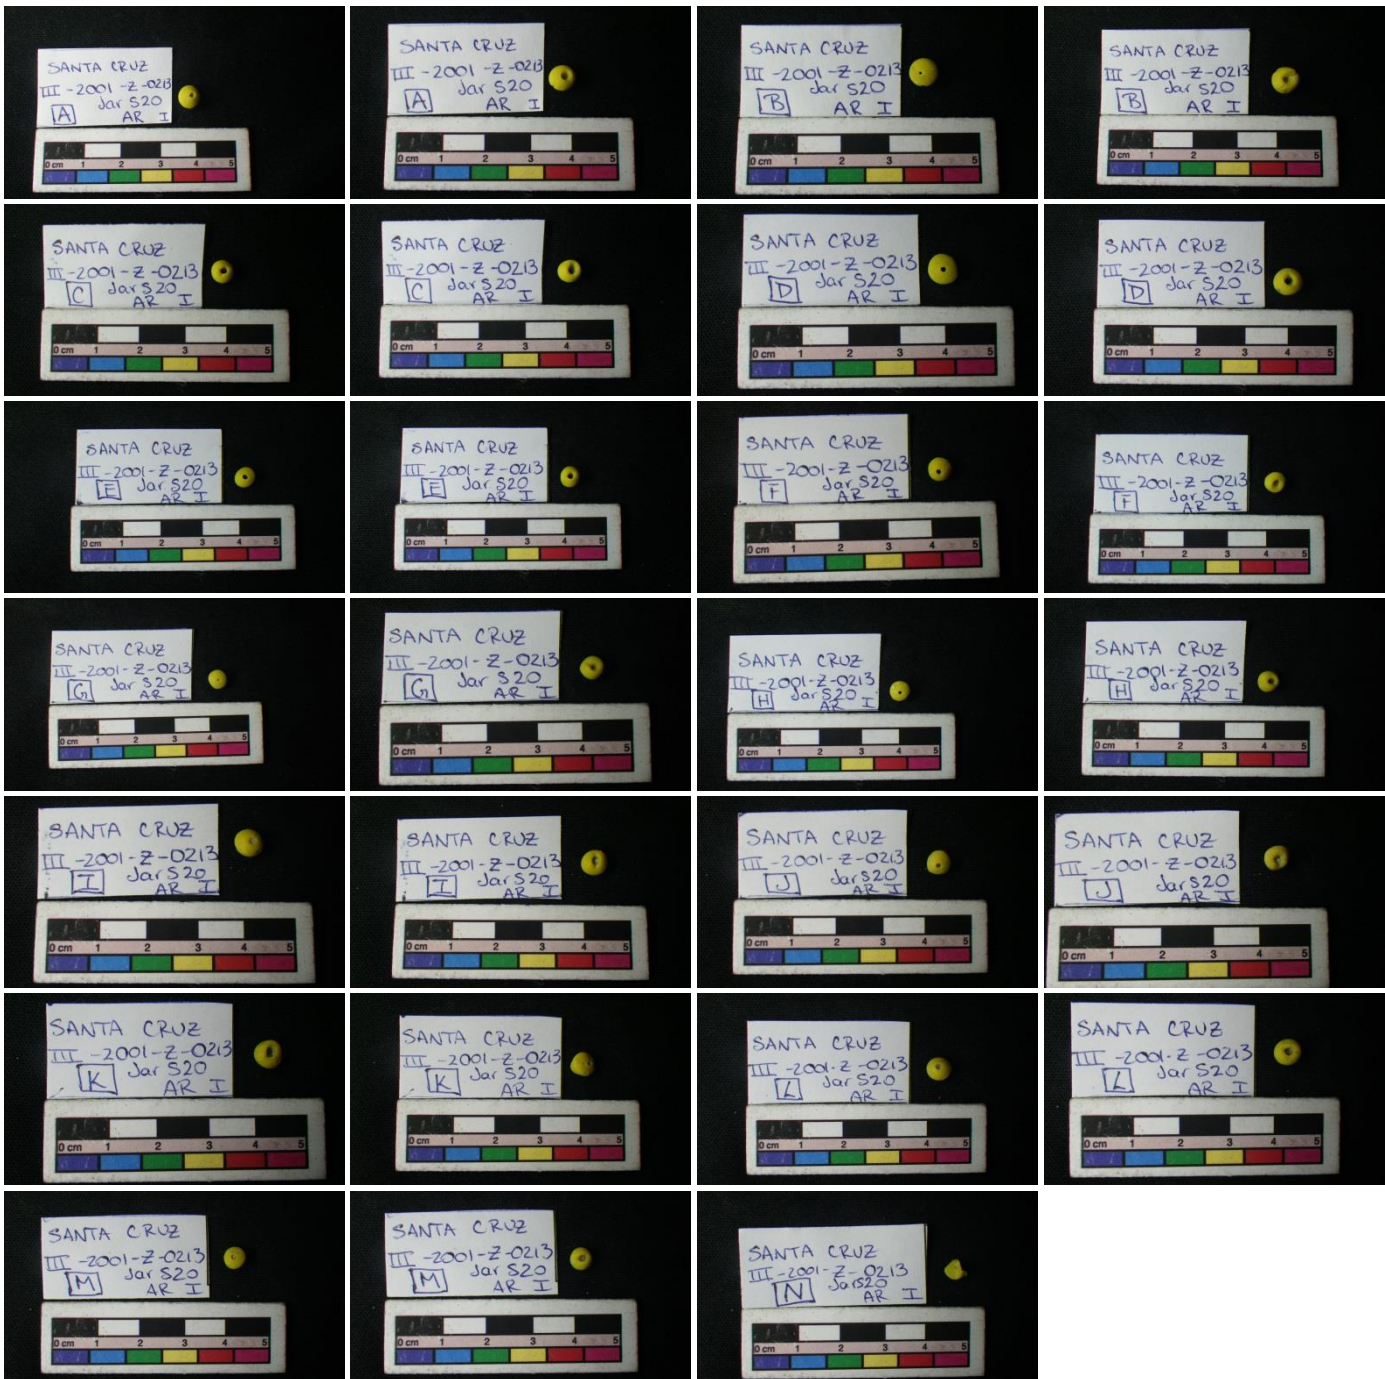 SANTA CRUZ
III-2001-Z-0213
Jar S20
A AR I
0 cm 1 2 3 4 5
SANTA CRUZ
III-2001-Z-0213
Jar S20
A AR I
0 cm 1 2 3 4 5
SANTA CRUZ
III-2001-Z-0213
Jar S20
B AR I
0 cm 1 2 3 4 5
SANTA CRUZ
III-2001-Z-0213
Jar S20
B AR I
0 cm 1 2 3 4 5
SANTA CRUZ
III-2001-Z-0213
C Jar S20
AR I
0 cm 1 2 3 4 5
SANTA CRUZ
III-2001-Z-0213
C Jar S20
AR I
0 cm 1 2 3 4 5
SANTA CRUZ
III-2001-Z-0213
D Jar S20
AR I
0 cm 1 2 3 4 5
SANTA CRUZ
III-2001-Z-0213
D Jar S20
AR I
0 cm 1 2 3 4 5
SANTA CRUZ
III-2001-Z-0213
E Jar S20
AR I
0 cm 1 2 3 4 5
SANTA CRUZ
III-2001-Z-0213
E Jar S20
AR I
0 cm 1 2 3 4 5
SANTA CRUZ
III-2001-Z-0213
F Jar S20
AR I
0 cm 1 2 3 4 5
SANTA CRUZ
III-2001-Z-0213
F Jar S20
AR I
0 cm 1 2 3 4 5
SANTA CRUZ
III-2001-Z-0213
G Jar S20
AR I
0 cm 1 2 3 4 5
SANTA CRUZ
III-2001-Z-0213
G Jar S20
AR I
0 cm 1 2 3 4 5
SANTA CRUZ
III-2001-Z-0213
H Jar S20
AR I
0 cm 1 2 3 4 5
SANTA CRUZ
III-2001-Z-0213
H Jar S20
AR I
0 cm 1 2 3 4 5
SANTA CRUZ
III-2001-Z-0213
I Jar S20
AR I
0 cm 1 2 3 4 5
SANTA CRUZ
III-2001-Z-0213
I Jar S20
AR I
0 cm 1 2 3 4 5
SANTA CRUZ
III-2001-Z-0213
J Jar S20
AR I
0 cm 1 2 3 4 5
SANTA CRUZ
III-2001-Z-0213
J Jar S20
AR I
0 cm 1 2 3 4 5
SANTA CRUZ
III-2001-Z-0213
K Jar S20
AR I
0 cm 1 2 3 4 5
SANTA CRUZ
III-2001-Z-0213
K Jar S20
AR I
0 cm 1 2 3 4 5
SANTA CRUZ
III-2001-Z-0213
L Jar S20
AR I
0 cm 1 2 3 4 5
SANTA CRUZ
III-2001-Z-0213
L Jar S20
AR I
0 cm 1 2 3 4 5
SANTA CRUZ
III-2001-Z-0213
M Jar S20
AR I
0 cm 1 2 3 4 5
SANTA CRUZ
III-2001-Z-0213
M Jar S20
AR I
0 cm 1 2 3 4 5
SANTA CRUZ
III-2001-Z-0213
N Jar S20
AR I
0 cm 1 2 3 4 5